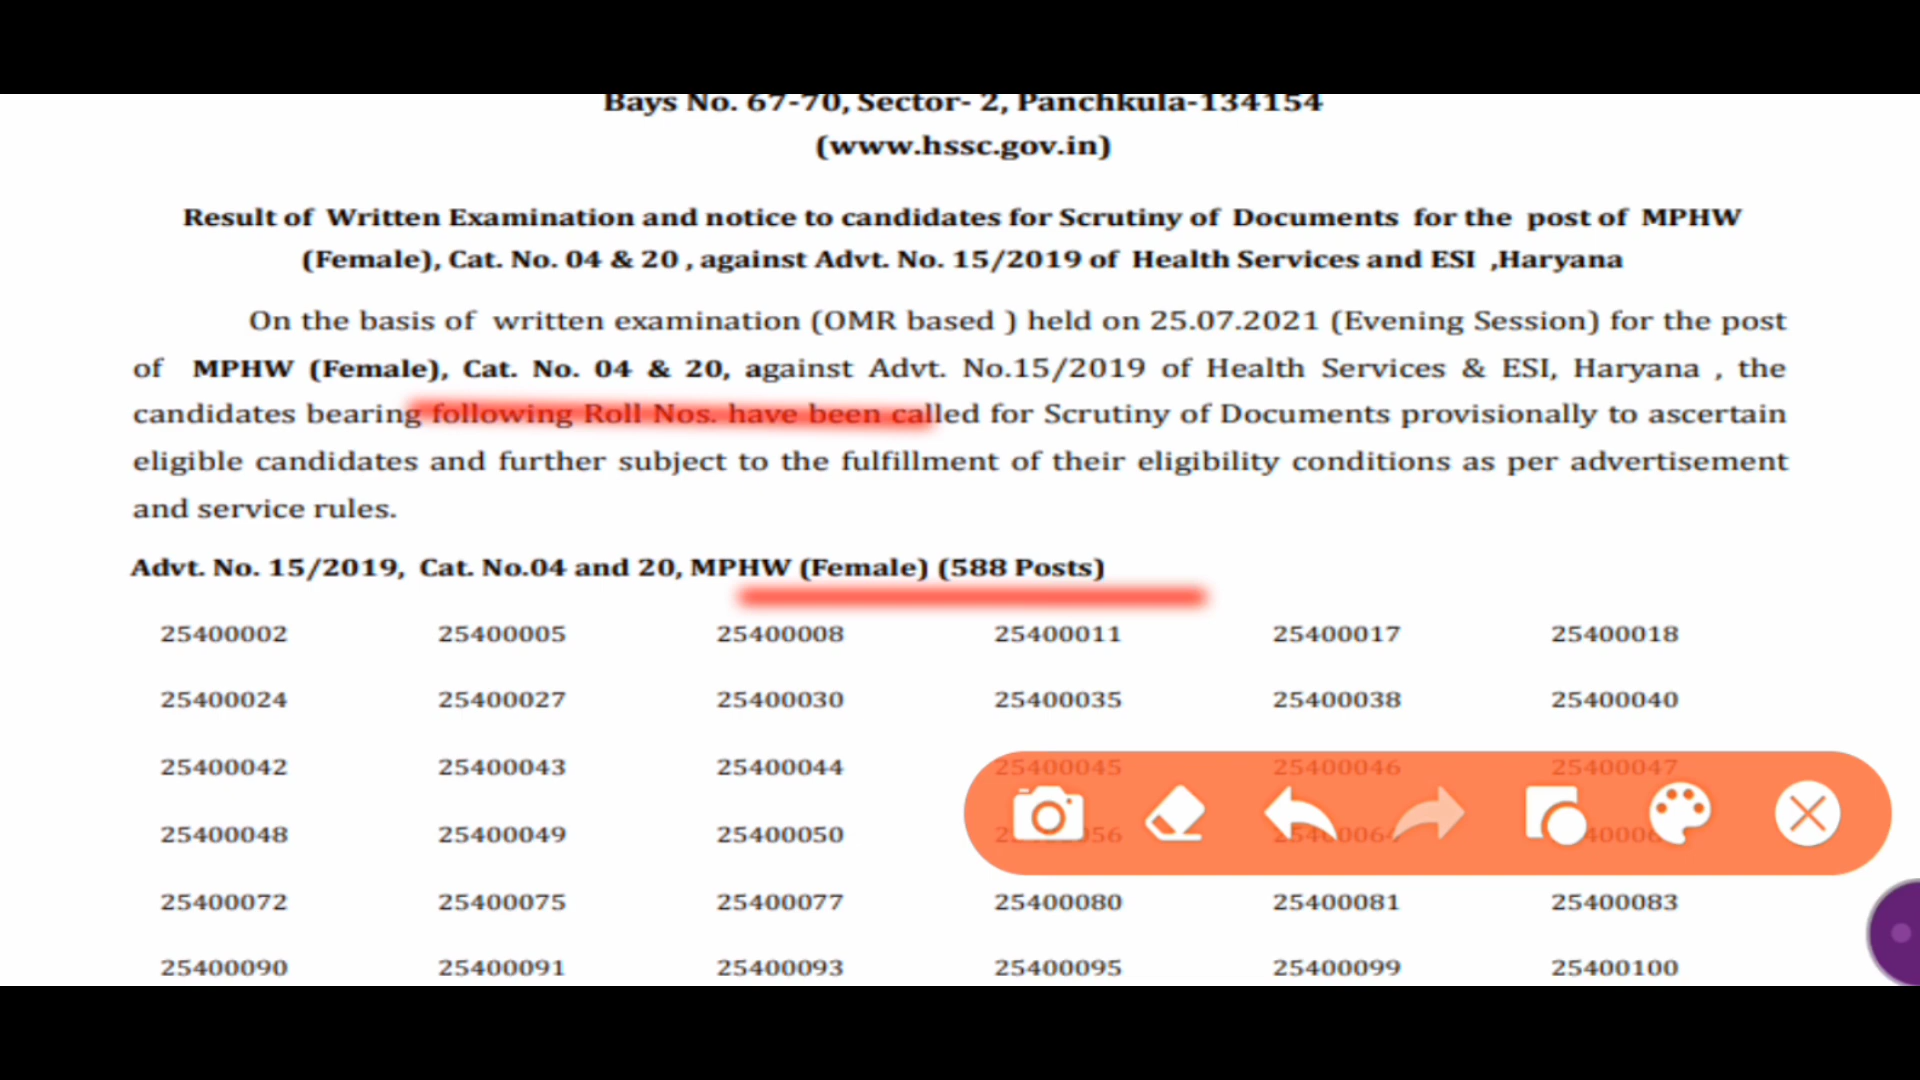 Bays No. 67-70, Sector- 2, Panchkula-134154
(www.hssc.gov.in)
Result of Written Examination and notice to candidates for Scrutiny of Documents for the post of MPHW
(Female), Cat. No. 04 & 20 , against Advt. No. 15/2019 of Health Services and ESI ,Haryana
On the basis of written examination (OMR based ) held on 25.07.2021 (Evening Session) for the post
of MPHW (Female), Cat. No. 04 & 20, against Advt. No.15/2019 of Health Services & ESI, Haryana , the
candidates bearing following Roll Nos. have been called for Scrutiny of Documents provisionally to ascertain
eligible candidates and further subject to the fulfillment of their eligibility conditions as per advertisement
and service rules.
Advt. No. 15/2019, Cat. No.04 and 20, MPHW (Female) (588 Posts)
25400002 25400005 25400008 25400011 25400017 25400018
25400024 25400027 25400030 25400035 25400038 25400040
25400042 25400043 25400044 25400045 25400046 25400047
25400048 25400049 25400050
25400072 25400075 25400077 25400080 25400081 25400083
25400090 25400091 25400093 25400095 25400099 25400100